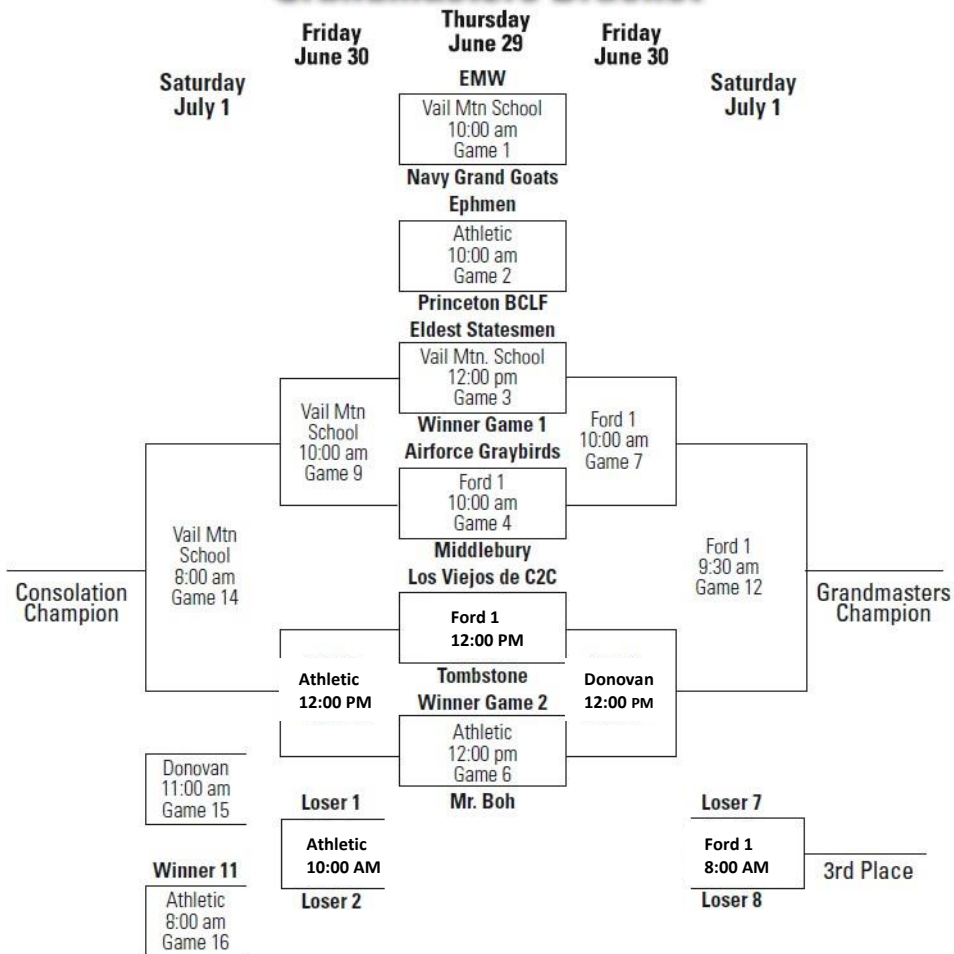 Thursday
June 29
Friday
June 30
Friday
June 30
Saturday
July 1
Saturday
July 1
EMW
Vail Mtn School
10:00 am
Game 1
Navy Grand Goats
Ephmen
Athletic
10:00 am
Game 2
Princeton BCLF
Eldest Statesmen
Vail Mtn. School
12:00 pm
Game 3
Winner Game 1
Airforce Graybirds
Ford 1
10:00 am
Game 4
Middlebury
Los Viejos de C2C
Ford 1
12:00 PM
Tombstone
Winner Game 2
Athletic
12:00 pm
Game 6
Mr. Boh
Vail Mtn
School
10:00 am
Game 9
Ford 1
10:00 am
Game 7
Vail Mtn
School
8:00 am
Game 14
Ford 1
9:30 am
Game 12
Consolation
Champion
Grandmasters
Champion
Athletic
12:00 PM
Donovan
12:00 PM
Donovan
11:00 am
Game 15
Loser 1
Athletic
10:00 AM
Loser 2
Loser 7
Ford 1
8:00 AM
Loser 8
3rd Place
Winner 11
Athletic
8:00 am
Game 16